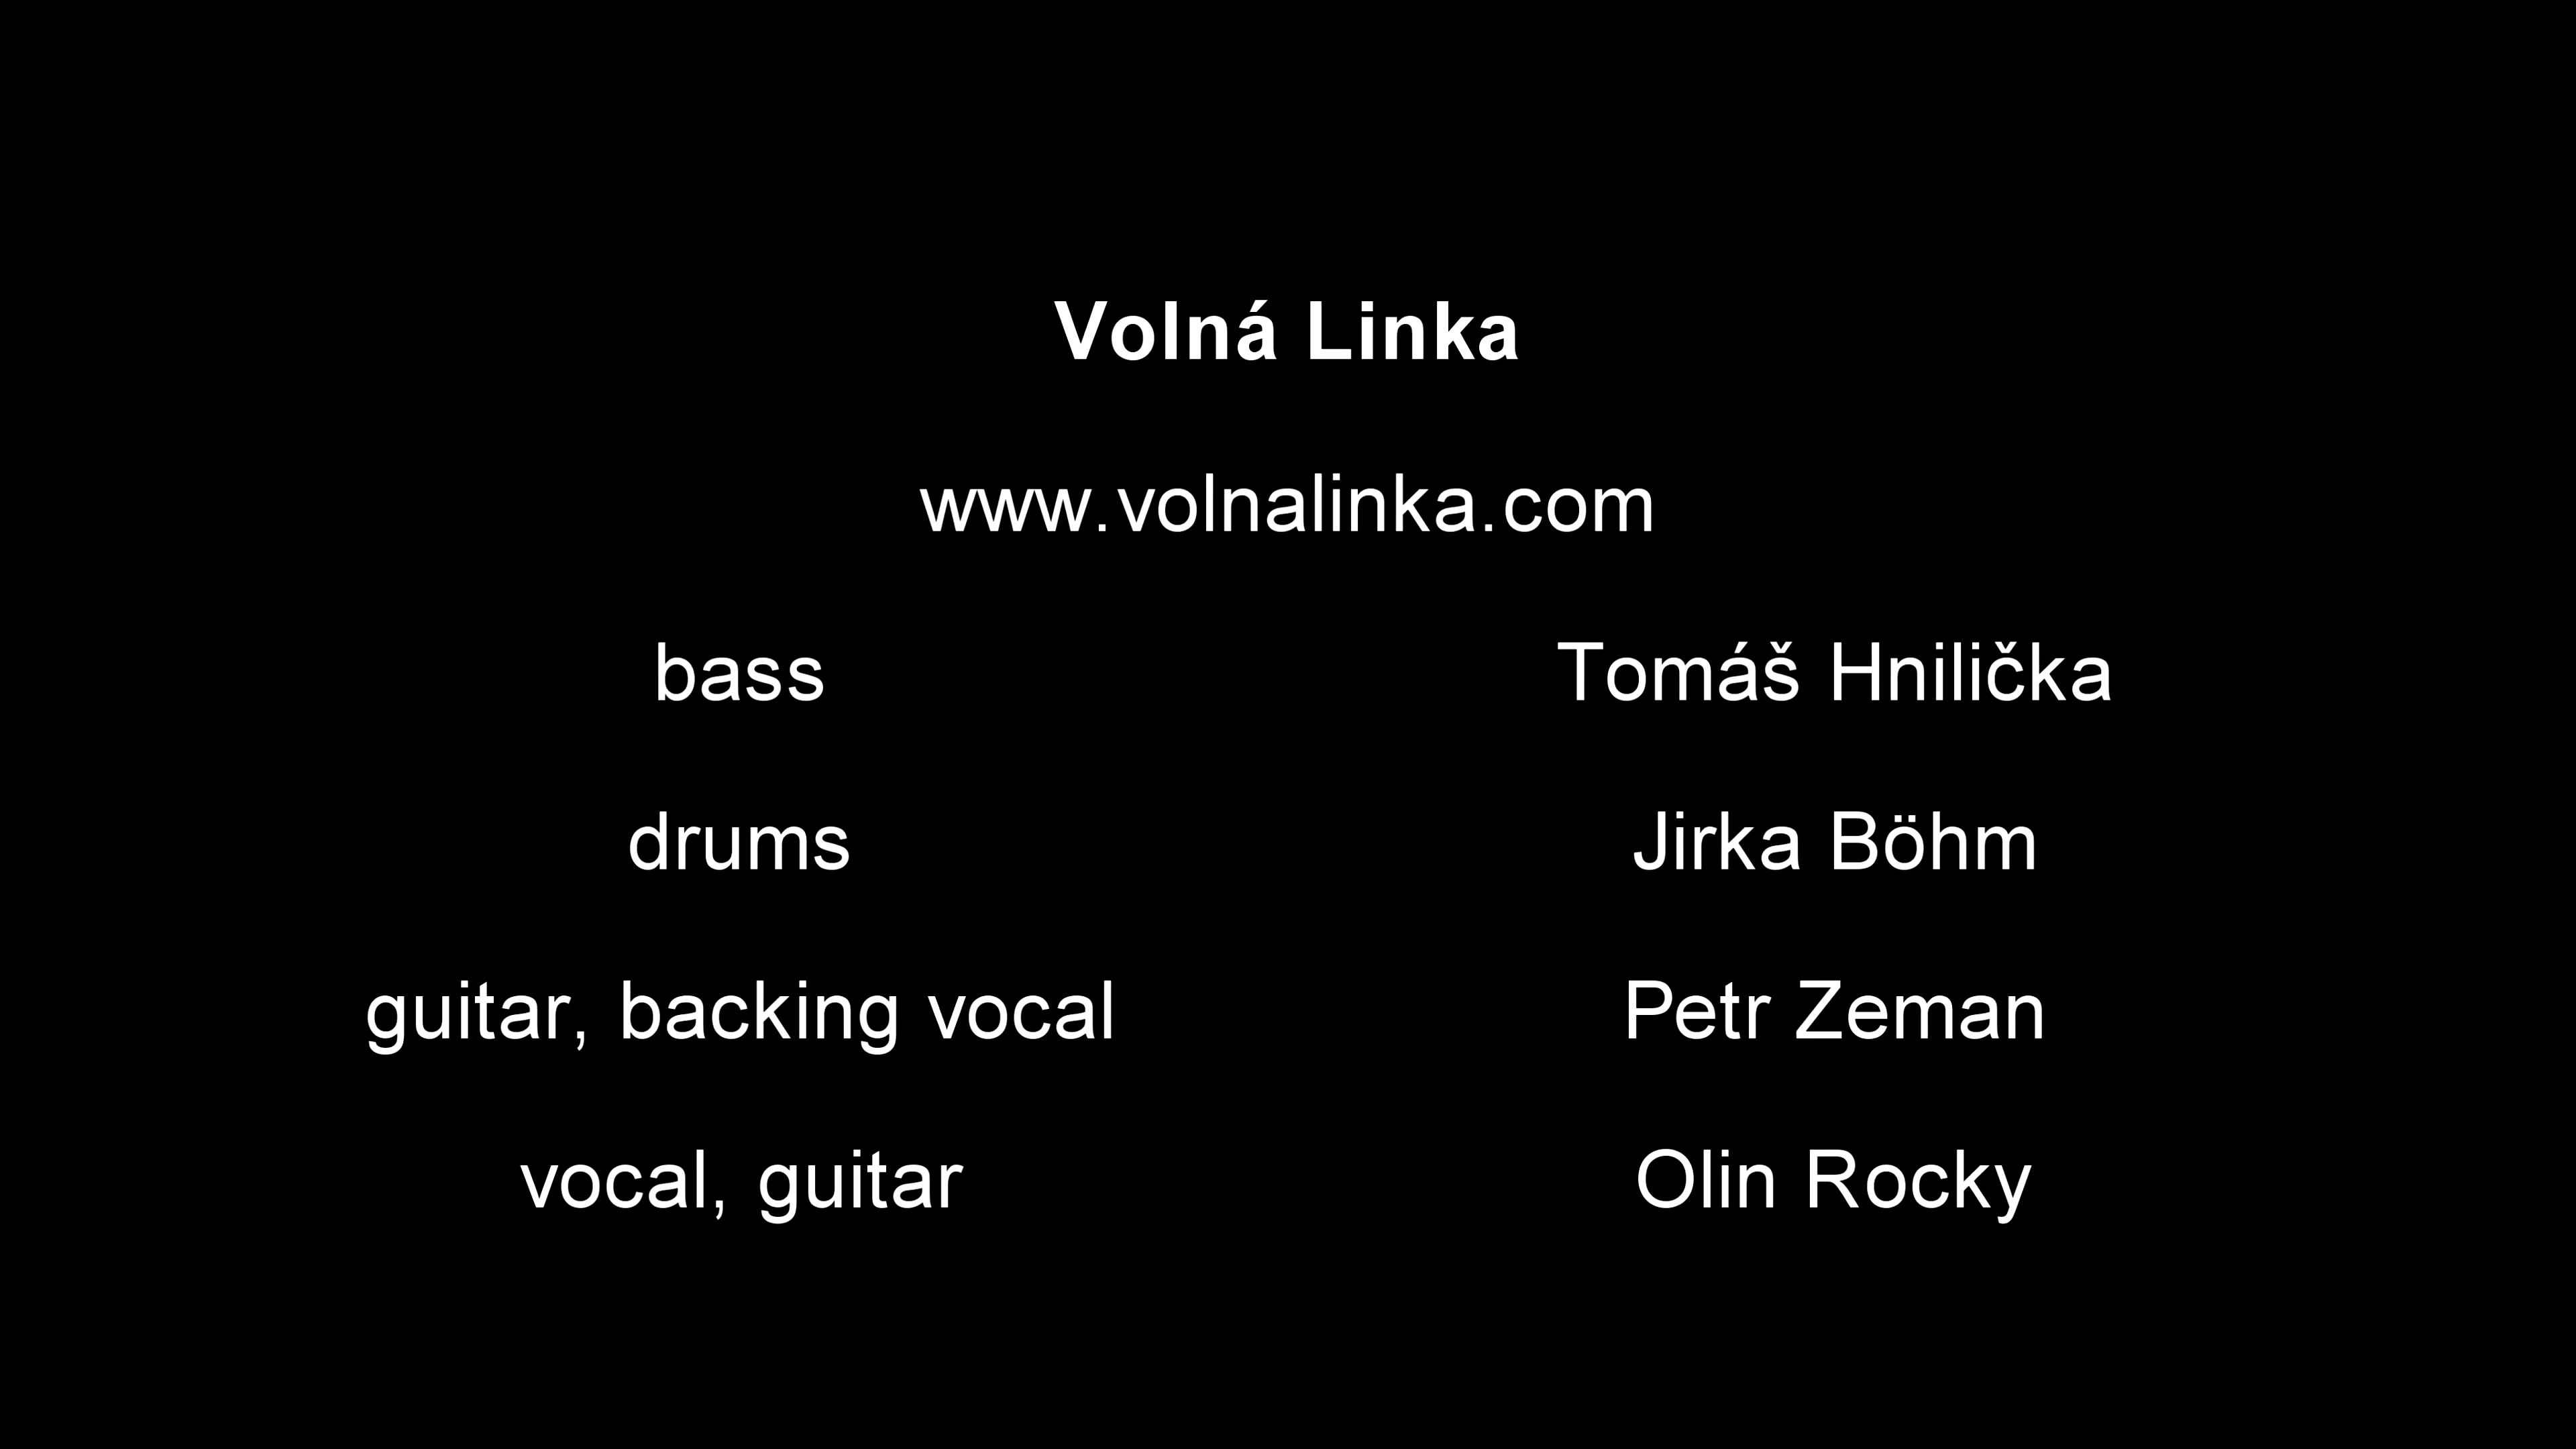 Volná Linka
www.volnalinka.com
bass Tomáš Hnilička
drums Jirka Böhm
guitar, backing vocal Petr Zeman
vocal, guitar Olin Rocky